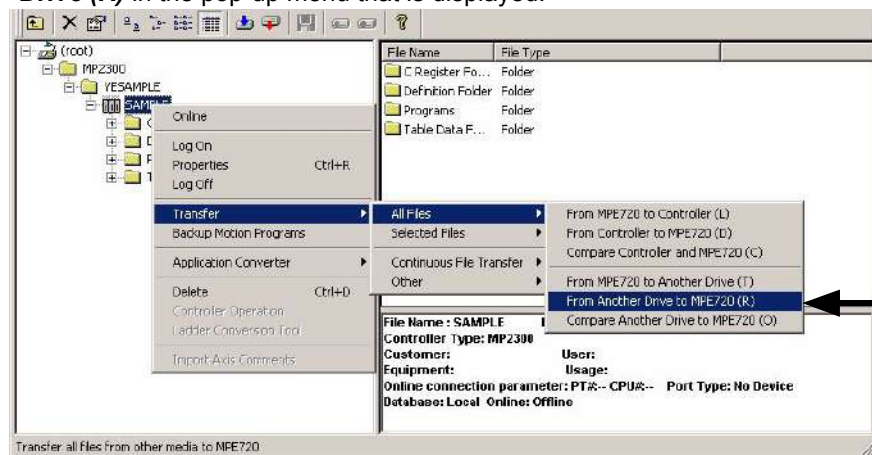 Drive (R) in the pop-up menu that is displayed.
(root)
MP2300
YESAMPLE
SAMPLE
File Name File Type
C Register Fo... Folder
Definition Folder Folder
Programs Folder
Table Data F... Folder
Online
Log On
Properties Ctrl+R
Log Off
Transfer
Backup Motion Programs
Application Converter
Delete Ctrl+D
Controller Operation
Ladder Conversion Tool
Import Axis Comments
All Files
Selected Files
Continuous File Transfer
Other
From MPE720 to Controller (L)
From Controller to MPE720 (D)
Compare Controller and MPE720 (C)
From MPE720 to Another Drive (T)
From Another Drive to MPE720 (R)
Compare Another Drive to MPE720 (O)
File Name : SAMPLE
Controller Type: MP2300
Customer: User:
Equipment: Usage:
Online connection parameter: PT#:-- CPU#:-- Port Type: No Device
Database: Local Online: Offline
Transfer all files from other media to MPE720